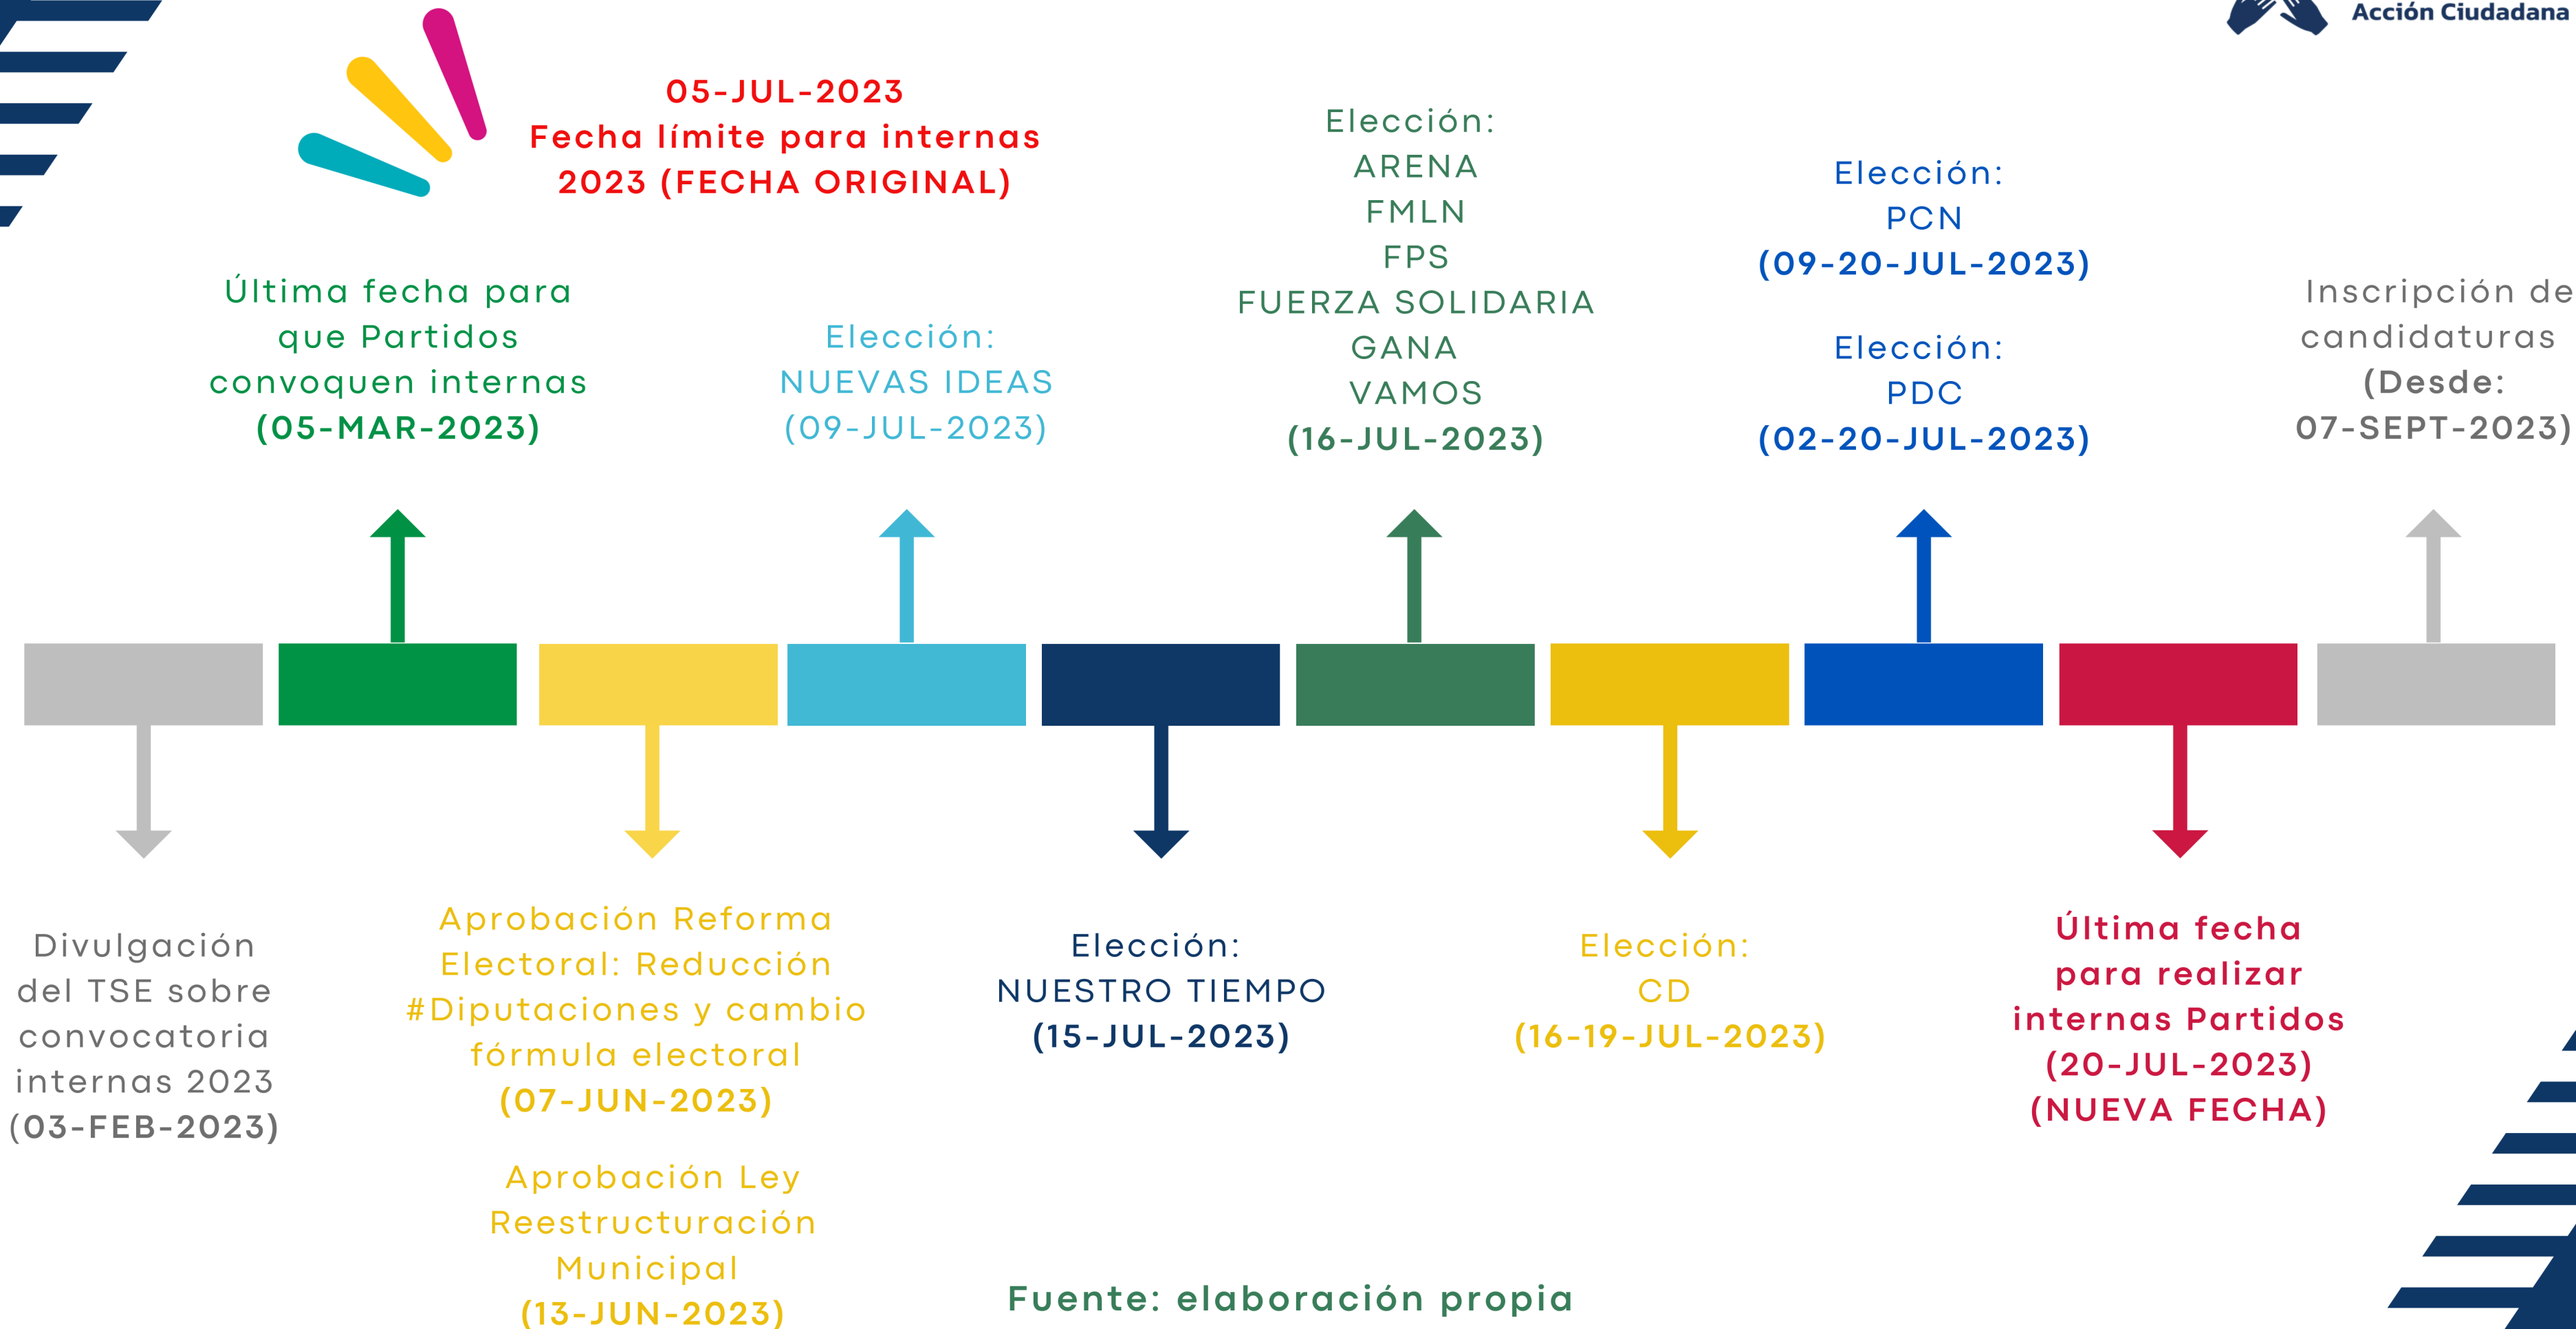 Acción Ciudadana
05-JUL-2023
Fecha límite para internas
2023 (FECHA ORIGINAL)
Última fecha para
que Partidos
convoquen internas
(05-MAR-2023)
Elección:
NUEVAS IDEAS
(09-JUL-2023)
Elección:
ARENA
FMLN
FPS
FUERZA SOLIDARIA
GANA
VAMOS
(16-JUL-2023)
Elección:
PCN
(09-20-JUL-2023)
Elección:
PDC
(02-20-JUL-2023)
Inscripción de
candidaturas
(Desde:
07-SEPT-2023)
Divulgación
del TSE sobre
convocatoria
internas 2023
(03-FEB-2023)
Aprobación Reforma
Electoral: Reducción
#Diputaciones y cambio
fórmula electoral
(07-JUN-2023)
Aprobación Ley
Reestructuración
Municipal
(13-JUN-2023)
Elección:
NUESTRO TIEMPO
(15-JUL-2023)
Elección:
CD
(16-19-JUL-2023)
Última fecha
para realizar
internas Partidos
(20-JUL-2023)
(NUEVA FECHA)
Fuente: elaboración propia